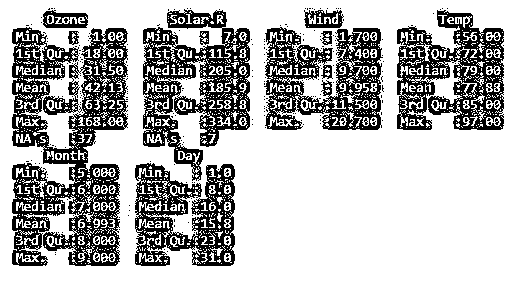 Ozone Solar.R Wind Temp
Min. : 1.00 Min. : 7.0 Min. : 1.700 Min. :56.00
1st Qu.: 18.00 1st Qu.:115.8 1st Qu.: 7.400 1st Qu.:72.00
Median : 31.50 Median :205.0 Median : 9.700 Median :79.00
Mean : 42.13 Mean :185.9 Mean : 9.958 Mean :77.88
3rd Qu.: 63.25 3rd Qu.:258.8 3rd Qu.:11.500 3rd Qu.:85.00
Max. :168.00 Max. :334.0 Max. :20.700 Max. :97.00
NA's :37 NA's :7
Month Day
Min. :5.000 Min. : 1.0
1st Qu.:6.000 1st Qu.: 8.0
Median :7.000 Median :16.0
Mean :6.993 Mean :15.8
3rd Qu.:8.000 3rd Qu.:23.0
Max. :9.000 Max. :31.0